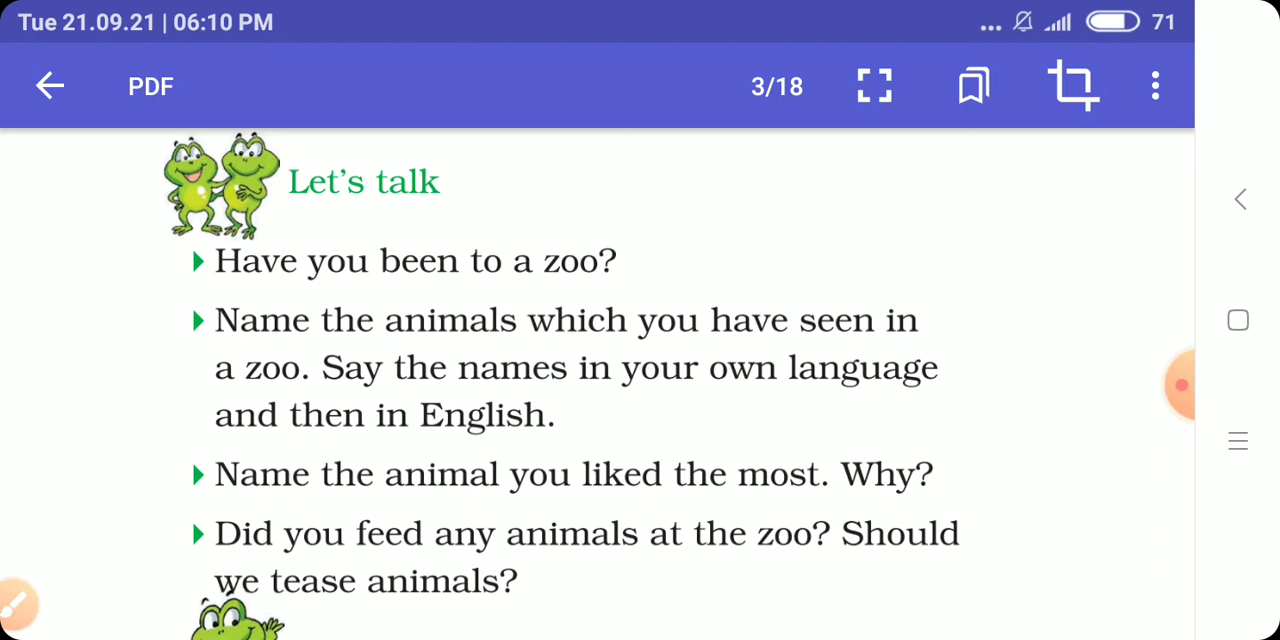 Tue 21.09.21 | 06:10 PM
... 71
PDF
3/18
Let's talk
Have you been to a zoo?
Name the animals which you have seen in
a zoo. Say the names in your own language
and then in English.
Name the animal you liked the most. Why?
Did you feed any animals at the zoo? Should
we tease animals?